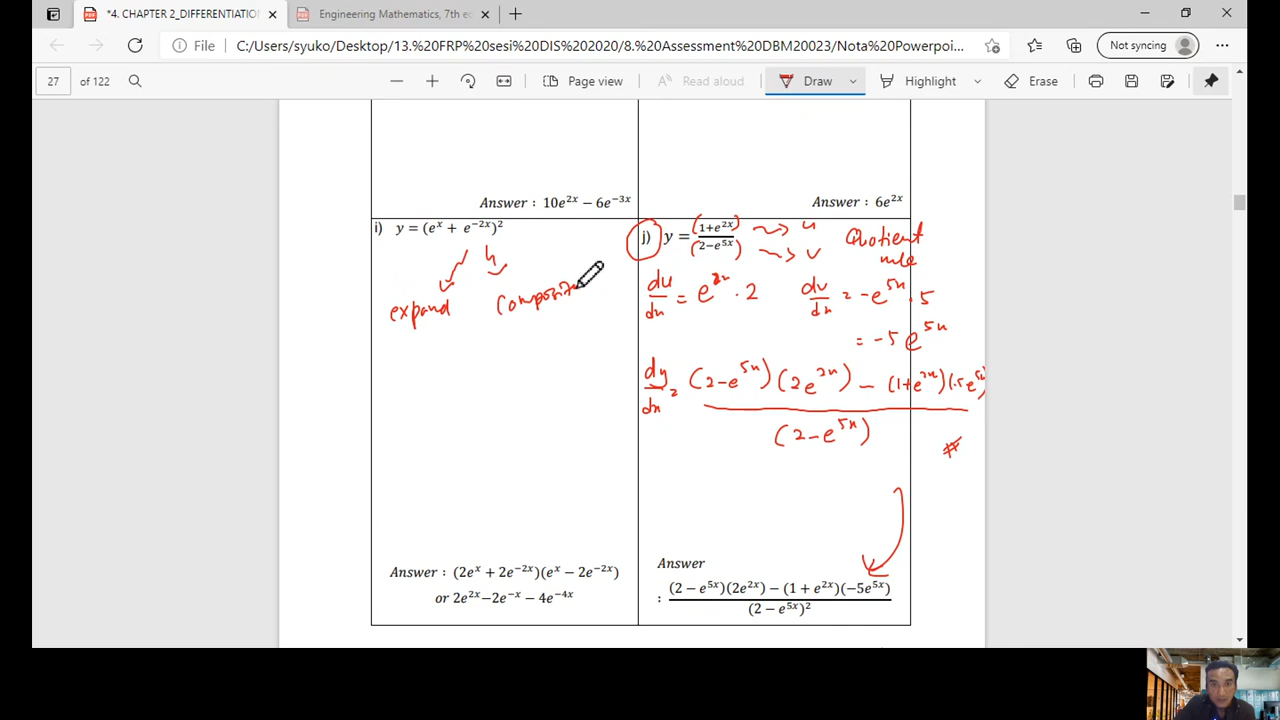 *4. CHAPTER 2_DIFFERENTIATIO
Engineering Mathematics, 7th ed
File
C:/Users/syuko/Desktop/13.%20FRP%20sesi%20DIS%202020/8.%20Assessment%20DBM20023/Nota%20Powerpoi...
Not syncing
27 of 122
Page view
Read aloud
Draw
Highlight
Erase
Answer : 10e^{2x} − 6e^{−3x}
Answer : 6e^{2x}
i) y = (e^x + e^{−2x})^2
expand
composite
Answer : (2e^x + 2e^{−2x})(e^x − 2e^{−2x})
or 2e^{2x}−2e^{−x} − 4e^{−4x}
j) y = (1+e^{2x})/(2−e^{5x}) → u → v Quotient rule
du/dx = e^{2x} · 2
dv/dx = −e^{5x} · 5
= −5 e^{5x}
dy/dx = (2−e^{5x})(2e^{2x}) − (1+e^{2x})(-5e^{5x}
(2−e^{5x})
#
Answer
: (2 − e^{5x})(2e^{2x}) − (1 + e^{2x})(−5e^{5x})
(2 − e^{5x})^2